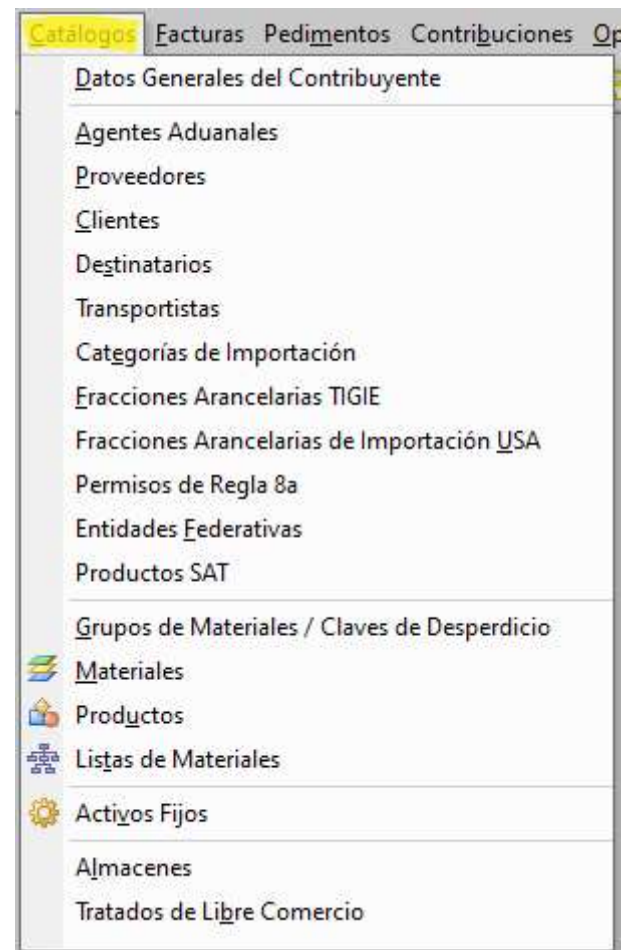 Catálogos Facturas Pedimentos Contribuciones Op
Datos Generales del Contribuyente
Agentes Aduanales
Proveedores
Clientes
Destinatarios
Transportistas
Categorías de Importación
Fracciones Arancelarias TIGIE
Fracciones Arancelarias de Importación USA
Permisos de Regla 8a
Entidades Federativas
Productos SAT
Grupos de Materiales / Claves de Desperdicio
Materiales
Productos
Listas de Materiales
Activos Fijos
Almacenes
Tratados de Libre Comercio